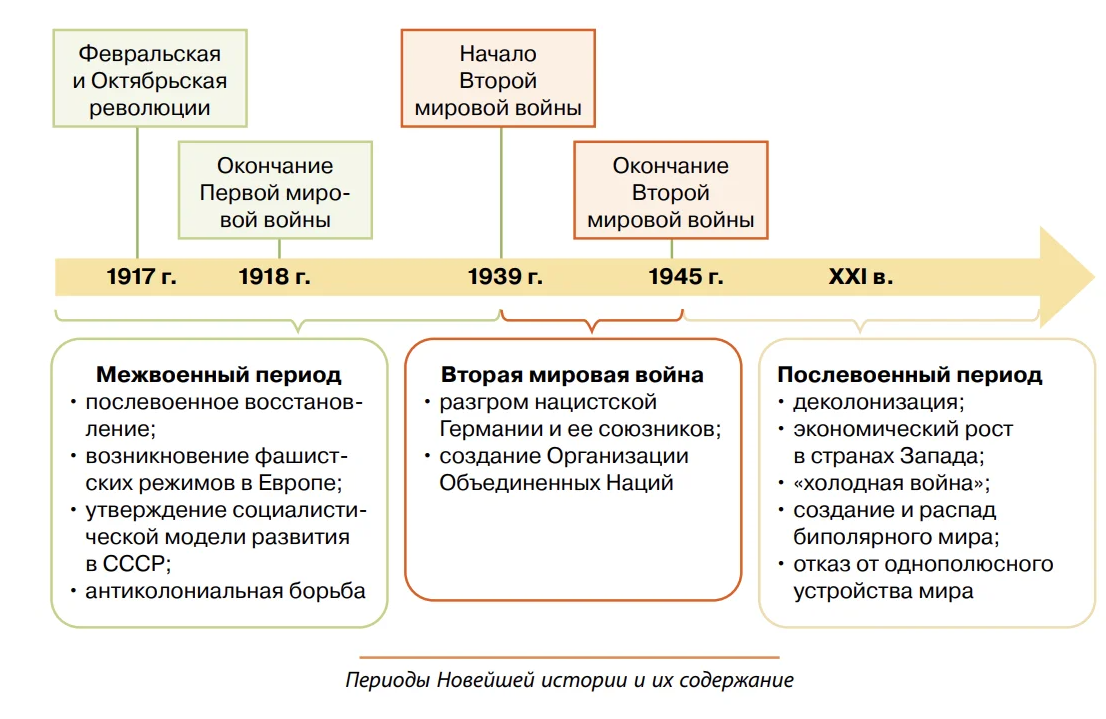 Февральская
и Октябрьская
революции
Окончание
Первой миро-
вой войны
Начало
Второй
мировой войны
Окончание
Второй
мировой войны
1917 г.
1918 г.
1939 г.
1945 г.
XXI в.
Межвоенный период
• послевоенное восстанов-
ление;
• возникновение фашист-
ских режимов в Европе;
• утверждение социалисти-
ческой модели развития
в СССР;
• антиколониальная борьба
Вторая мировая война
• разгром нацистской
Германии и ее союзников;
• создание Организации
Объединенных Наций
Послевоенный период
• деколонизация;
• экономический рост
в странах Запада;
• «холодная война»;
• создание и распад
биполярного мира;
• отказ от однополюсного
устройства мира
Периоды Новейшей истории и их содержание